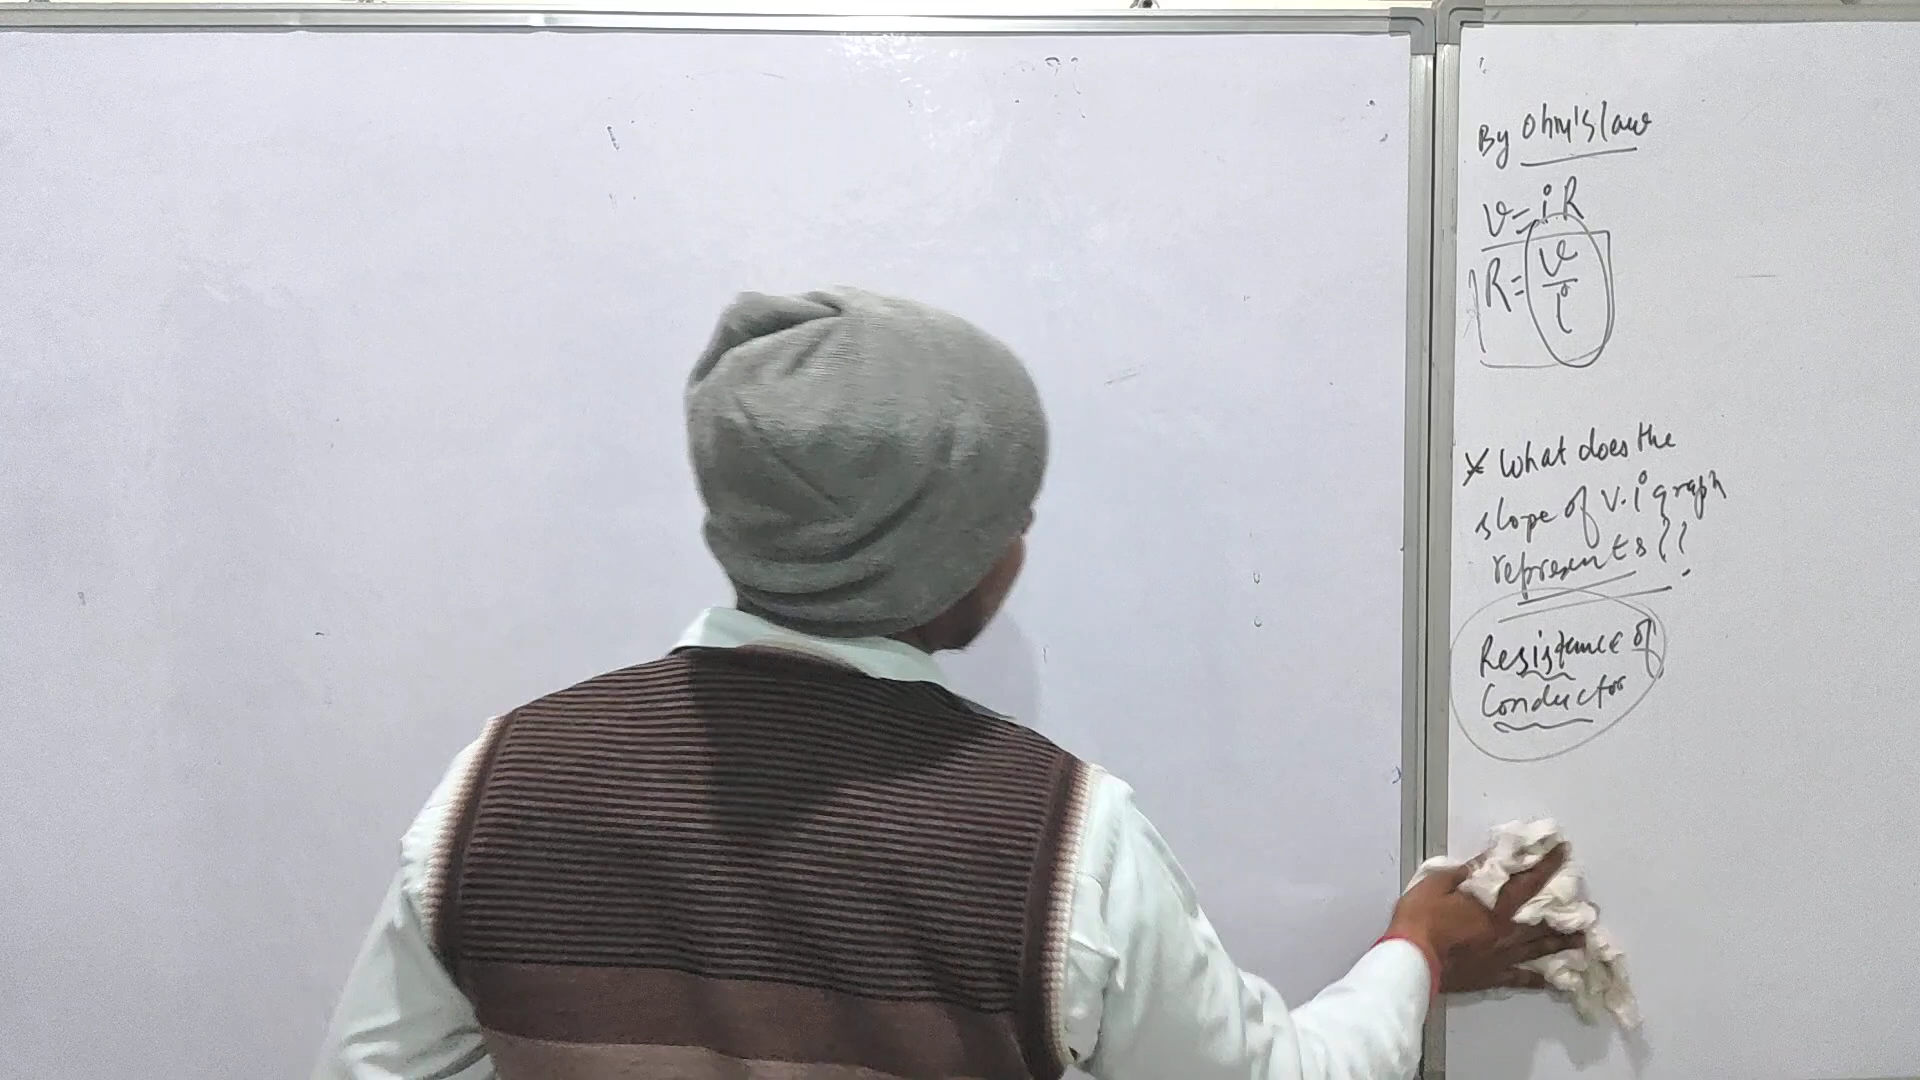 By Ohm's law
V = iR
R = V/i
* What does the
slope of V.i graph
represents??
Resistance of
Conductor